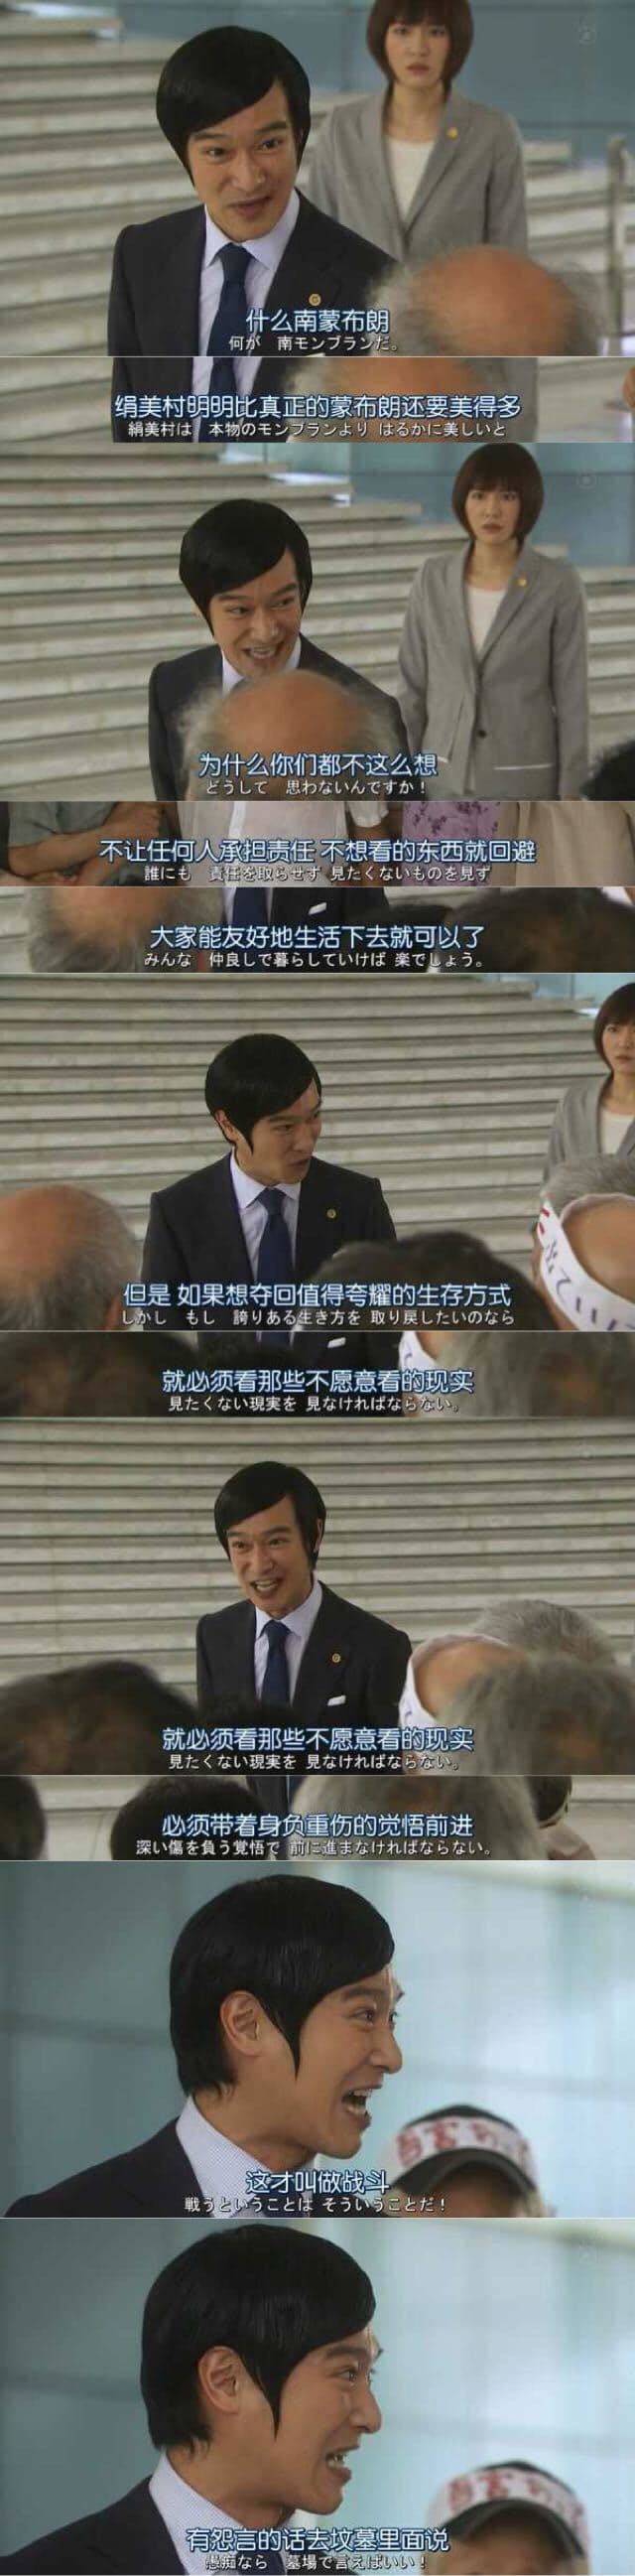 什么南蒙布朗
何が 南モンブランだ。
绢美村明明比真正的蒙布朗还要美得多
絹美村は 本物のモンブランより はるかに美しいと
为什么你们都不这么想
どうして 思わないんですか！
不让任何人承担责任 不想看的东西就回避
誰にも 責任を取らせず 見たくないものを見ず
大家能友好地生活下去就可以了
みんな 仲良しで暮らしていけば 楽でしょう。
但是 如果想夺回值得夸耀的生存方式
しかし もし 誇りある生き方を 取り戻したいのなら
就必须看那些不愿意看的现实
見たくない現実を 見なければならない。
就必须看那些不愿意看的现实
見たくない現実を 見なければならない。
必须带着身负重伤的觉悟前进
深い傷を負う覚悟で 前に進まなければならない。
这才叫做战斗
戦うということは そういうことだ！
有怨言的话去坟墓里面说
愚痴なら 墓場で言えばいい！